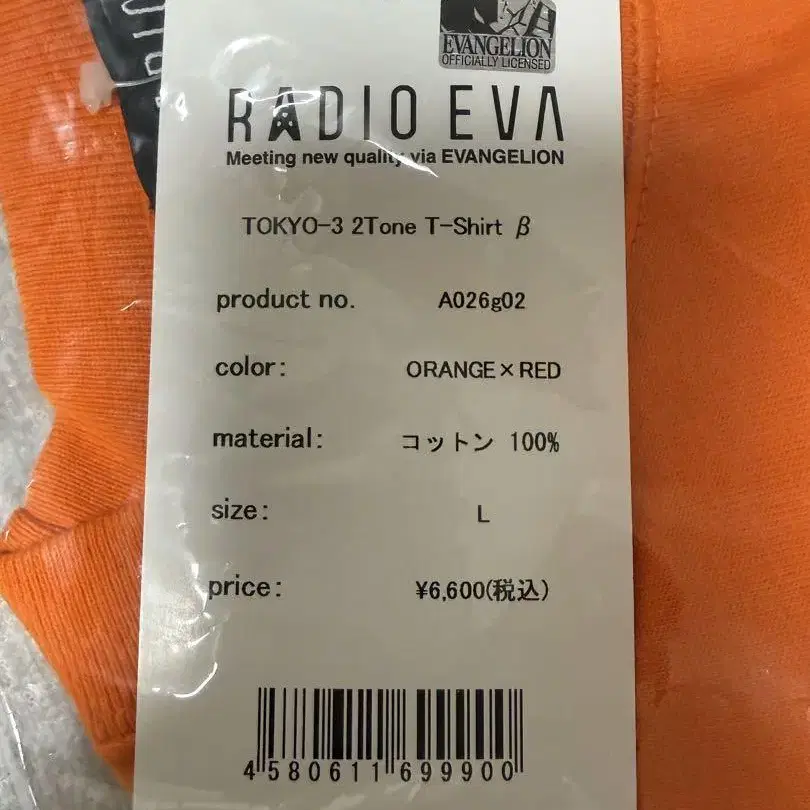 EVANGELION
OFFICIALLY LICENSED
RADIO EVA
Meeting new quality via EVANGELION
TOKYO-3 2Tone T-Shirt β
product no. A026g02
color: ORANGE×RED
material: コットン 100%
size: L
price: ¥6,600(税込)
4580611699900